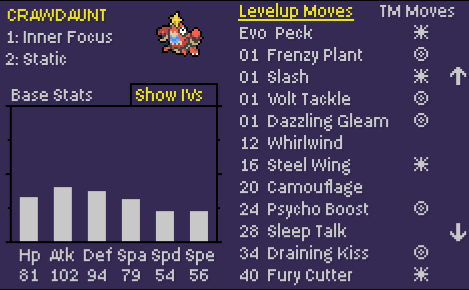 CRAWDAUNT
1: Inner Focus
2: Static
Base Stats
Show IVs
Hp Atk Def Spa Spd Spe
81 102 94 79 54 56
Levelup Moves TM Moves
Evo Peck
01 Frenzy Plant
01 Slash
01 Volt Tackle
01 Dazzling Gleam
12 Whirlwind
16 Steel Wing
20 Camouflage
24 Psycho Boost
28 Sleep Talk
34 Draining Kiss
40 Fury Cutter